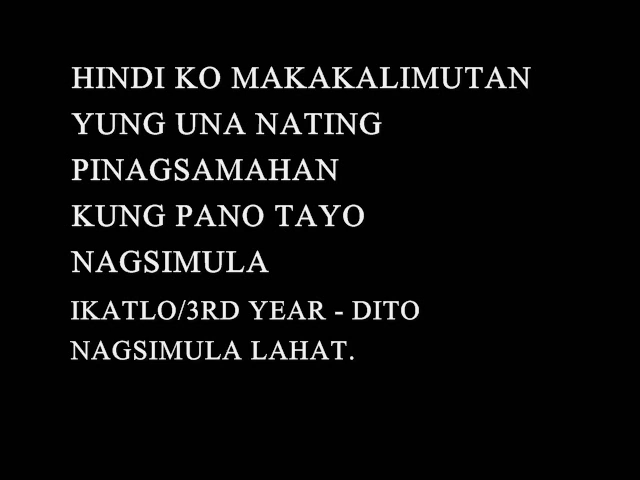 HINDI KO MAKAKALIMUTAN
YUNG UNA NATING
PINAGSAMAHAN
KUNG PANO TAYO
NAGSIMULA
IKATLO/3RD YEAR - DITO
NAGSIMULA LAHAT.